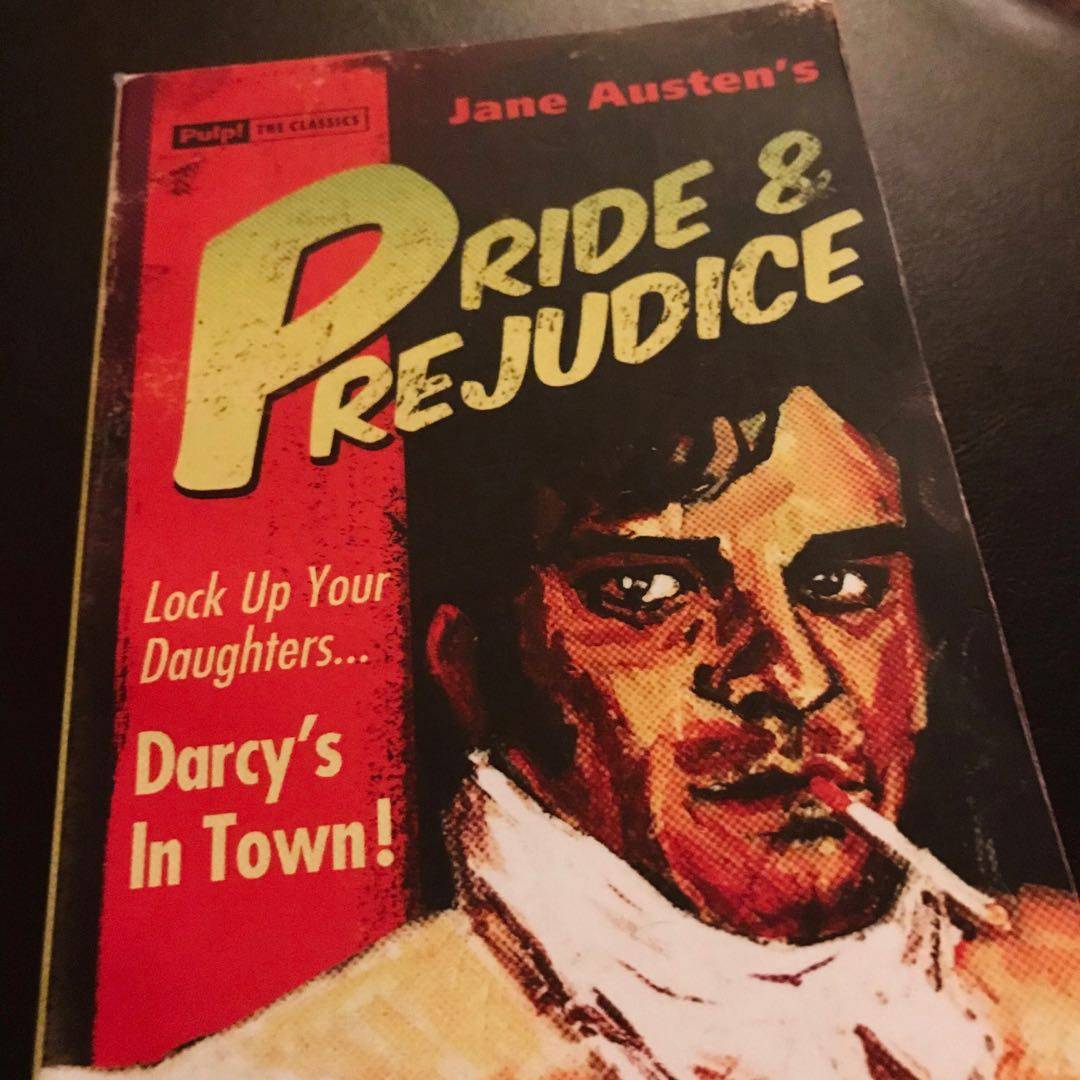 Pulp! THE CLASSICS
Jane Austen's
PRIDE &
PREJUDICE
Lock Up Your
Daughters...
Darcy's
In Town!